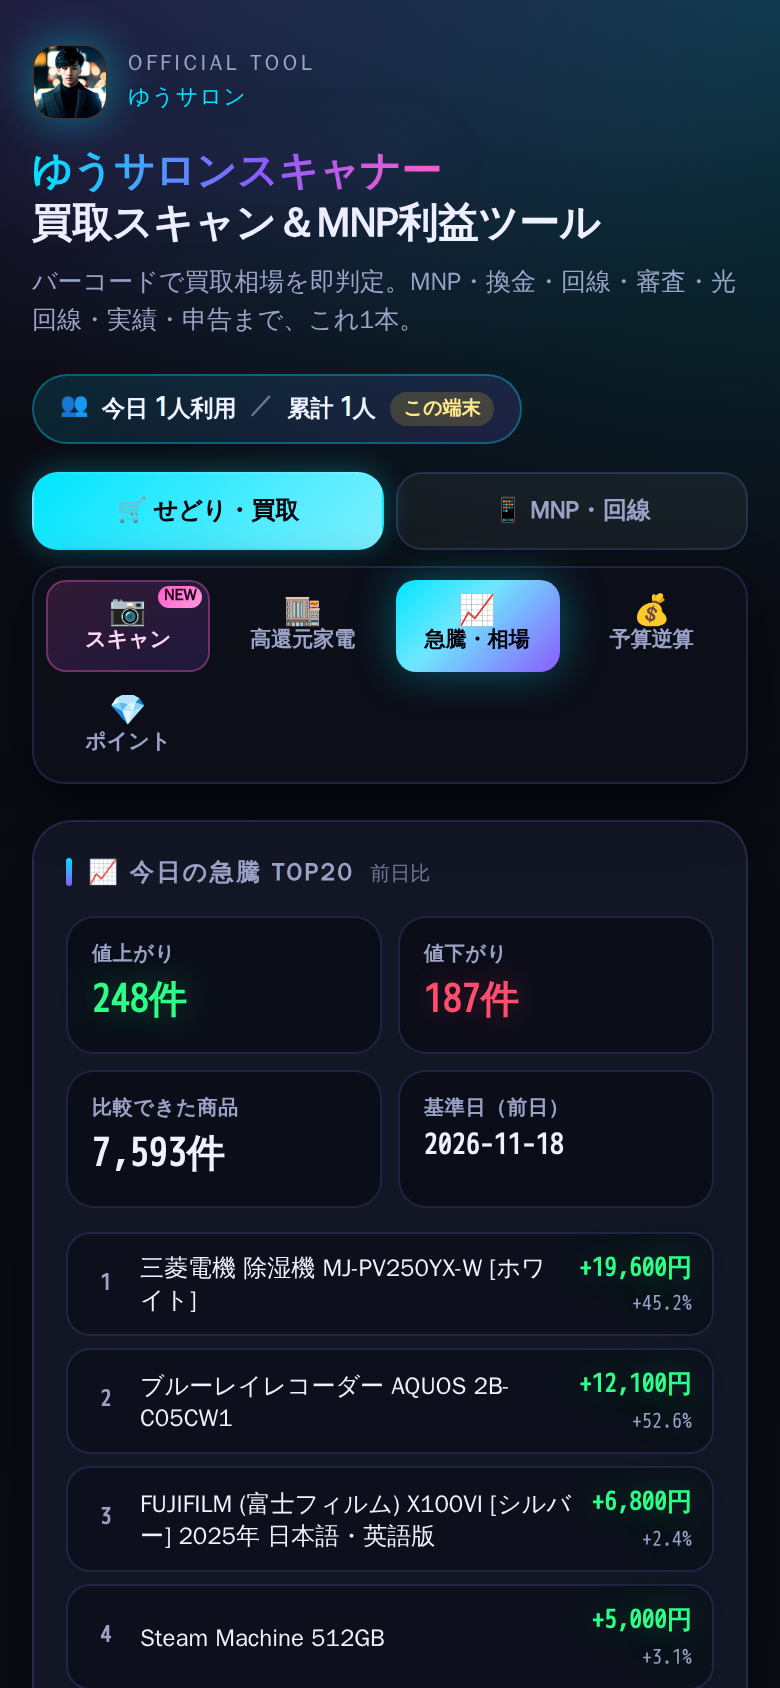 OFFICIAL TOOL
ゆうサロン
ゆうサロンスキャナー
買取スキャン＆MNP利益ツール
バーコードで買取相場を即判定。MNP・換金・回線・審査・光
回線・実績・申告まで、これ1本。
今日 1人利用 ／ 累計 1人 この端末
せどり・買取
MNP・回線
NEW
スキャン
高還元家電
急騰・相場
予算逆算
ポイント
今日の急騰 TOP20 前日比
値上がり
248件
値下がり
187件
比較できた商品
7,593件
基準日（前日）
2026-11-18
1
三菱電機 除湿機 MJ-PV250YX-W [ホワ
イト]
+19,600円
+45.2%
2
ブルーレイレコーダー AQUOS 2B-
C05CW1
+12,100円
+52.6%
3
FUJIFILM (富士フィルム) X100VI [シルバ
ー] 2025年 日本語・英語版
+6,800円
+2.4%
4
Steam Machine 512GB
+5,000円
+3.1%